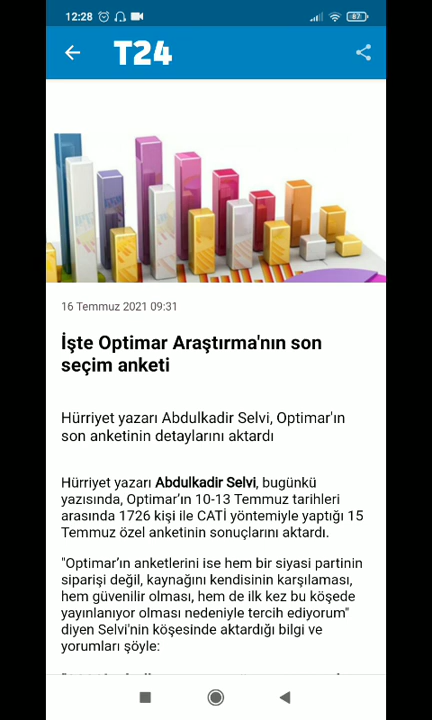 12:28
87
T24
16 Temmuz 2021 09:31
İşte Optimar Araştırma'nın son
seçim anketi
Hürriyet yazarı Abdulkadir Selvi, Optimar'ın
son anketinin detaylarını aktardı
Hürriyet yazarı Abdulkadir Selvi, bugünkü
yazısında, Optimar'ın 10-13 Temmuz tarihleri
arasında 1726 kişi ile CATİ yöntemiyle yaptığı 15
Temmuz özel anketinin sonuçlarını aktardı.
"Optimar'ın anketlerini ise hem bir siyasi partinin
siparişi değil, kaynağını kendisinin karşılaması,
hem güvenilir olması, hem de ilk kez bu köşede
yayınlanıyor olması nedeniyle tercih ediyorum"
diyen Selvi'nin köşesinde aktardığı bilgi ve
yorumları şöyle: